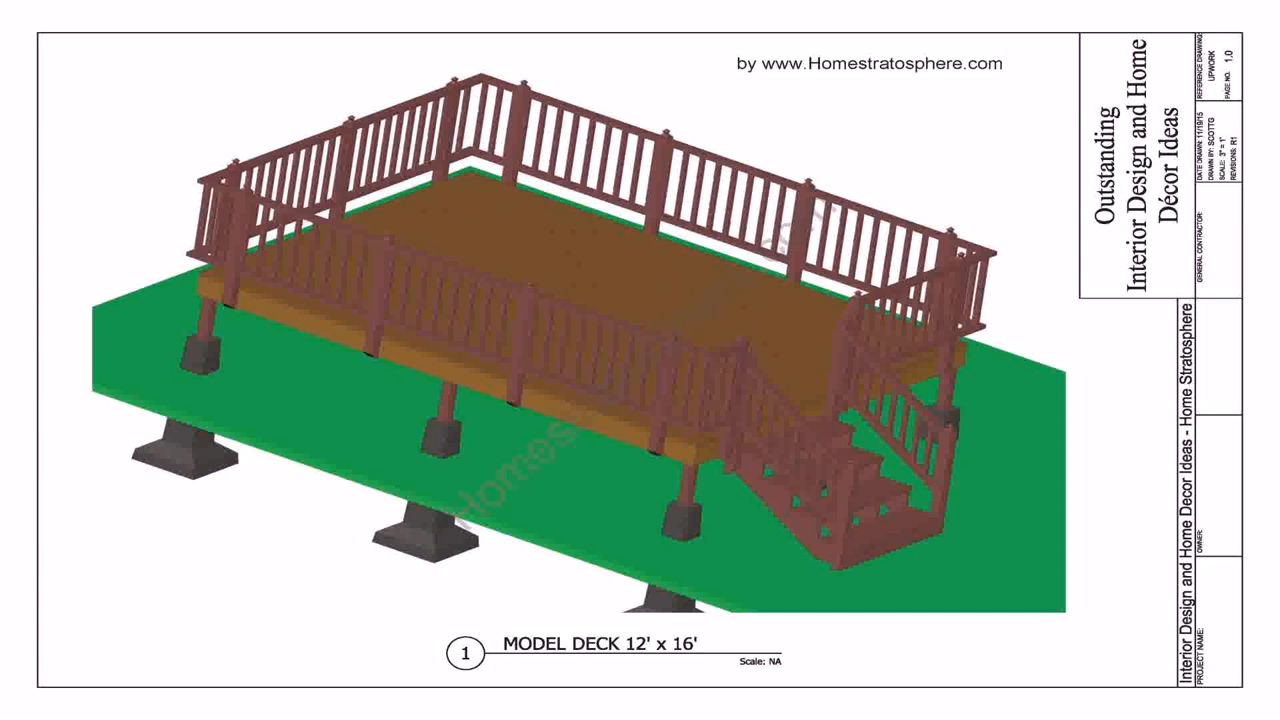 by www.Homestratosphere.com
Outstanding
Interior Design and Home
Décor Ideas
REFERENCE DRAWING:
UPWORK
PAGE NO. 1.0
DATE DRAWN: 11/19/15
DRAWN BY: SCOTTG
SCALE: 3" = 1'
REVISIONS: R1
GENERAL CONTRACTOR:
Interior Design and Home Decor Ideas - Home Stratosphere
OWNER:
PROJECT NAME:
Homes
1
MODEL DECK 12' x 16'
Scale: NA